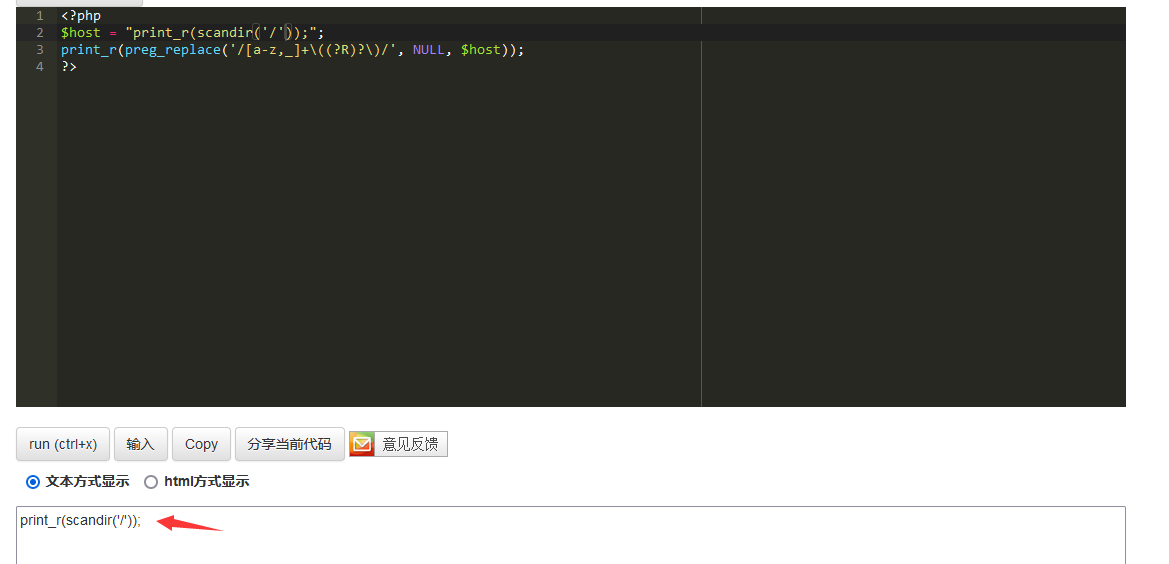 1 <?php
2 $host = "print_r(scandir('/'));";
3 print_r(preg_replace('/[a-z,_]+\((?R)?\)/', NULL, $host));
4 ?>
run (ctrl+x) 输入 Copy 分享当前代码 意见反馈
文本方式显示 html方式显示
print_r(scandir('/'));